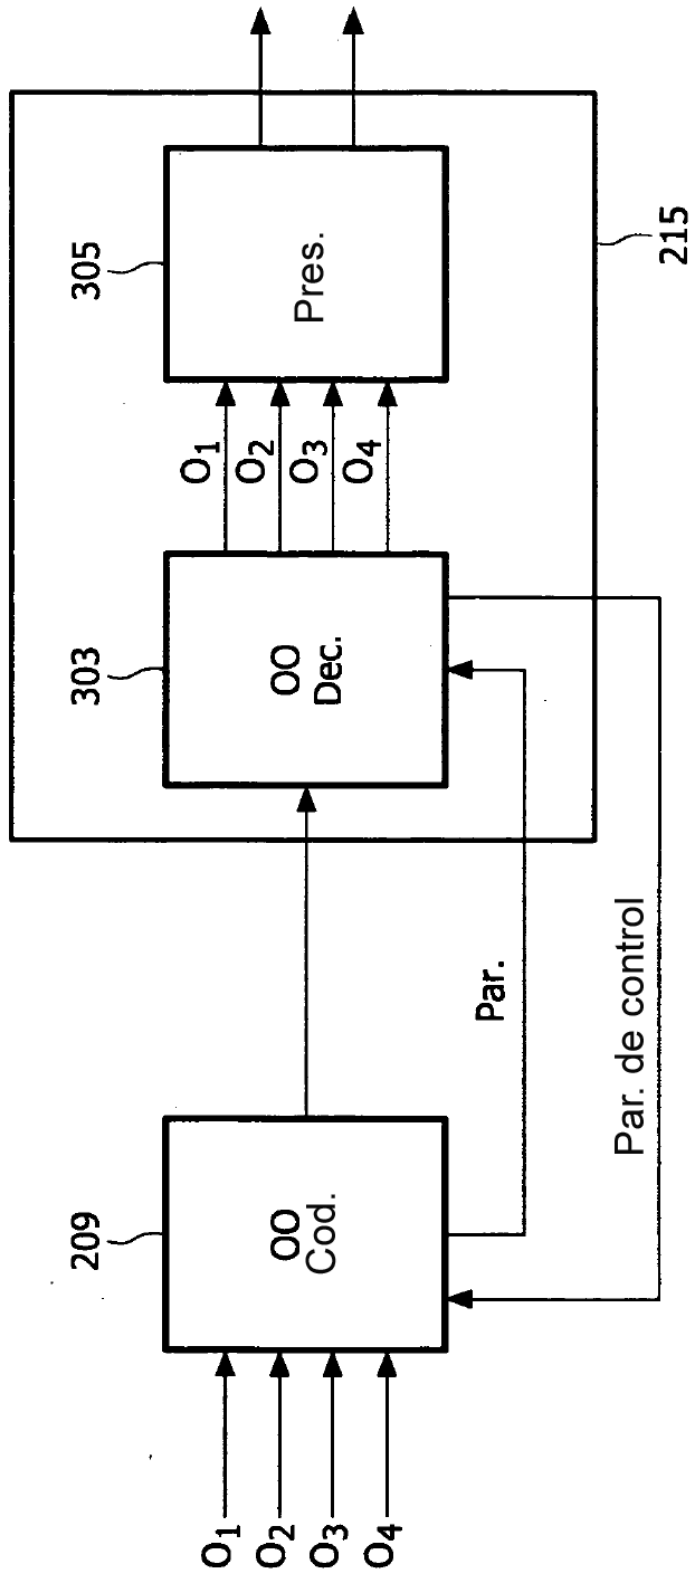 O1
O2
O3
O4
209
OO
Cod.
Par.
Par. de control
303
OO
Dec.
O1
O2
O3
O4
305
Pres.
215